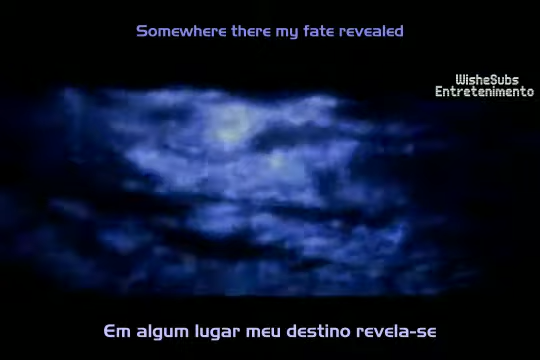 Somewhere there my fate revealed
WisheSubs
Entretenimento
Em algum lugar meu destino revela-se